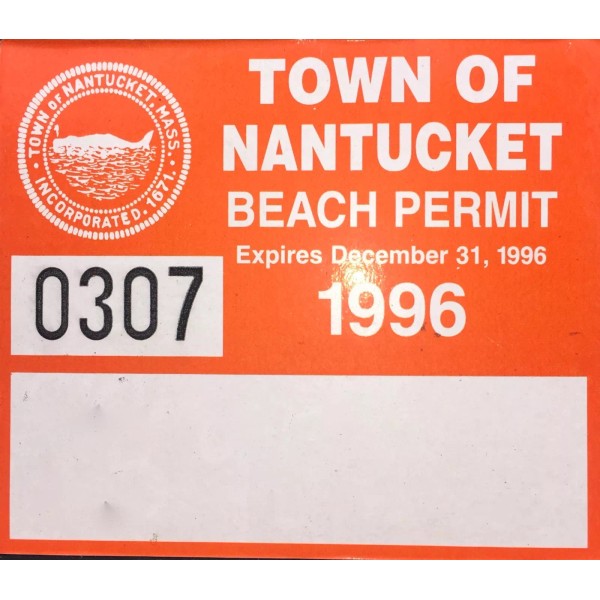 TOWN OF NANTUCKET, MASS.
INCORPORATED. 1671.
TOWN OF
NANTUCKET
BEACH PERMIT
Expires December 31, 1996
1996
0307